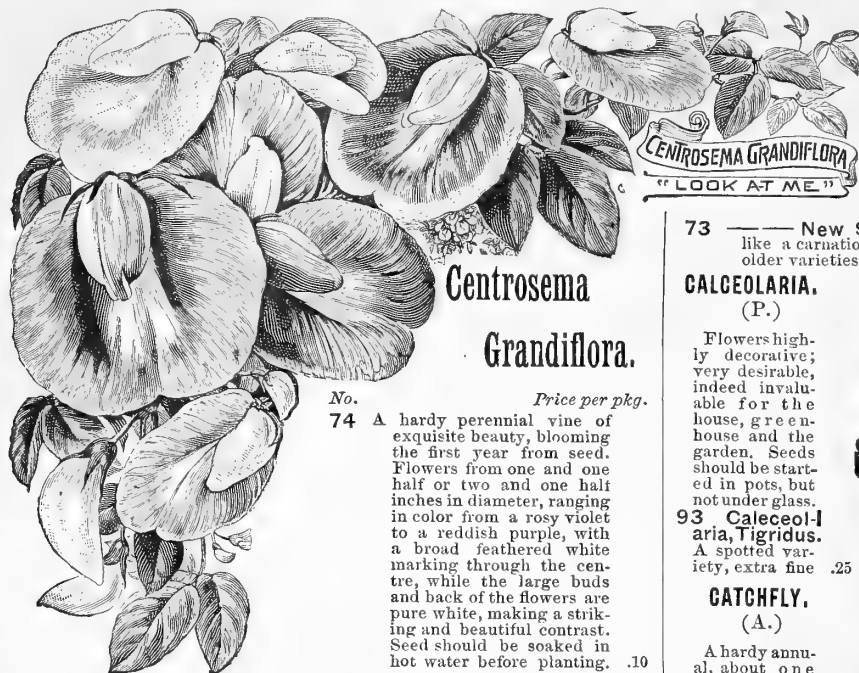 CENTROSEMA GRANDIFLORA
"LOOK AT ME"
Centrosema
Grandiflora.
No. Price per pkg.
74 A hardy perennial vine of
exquisite beauty, blooming
the first year from seed.
Flowers from one and one
half or two and one half
inches in diameter, ranging
in color from a rosy violet
to a reddish purple, with
a broad feathered white
marking through the cen-
tre, while the large buds
and back of the flowers are
pure white, making a strik-
ing and beautiful contrast.
Seed should be soaked in
hot water before planting. .10
73 —— New
like a carnatio
older varieties
CALCEOLARIA.
(P.)
Flowers high-
ly decorative;
very desirable,
indeed invalu-
able for the
house, green-
house and the
garden. Seeds
should be start-
ed in pots, but
not under glass.
93 Caleceol-
aria, Tigridus.
A spotted var-
iety, extra fine .25
CATCHFLY.
(A.)
A hardy annu-
al, about one